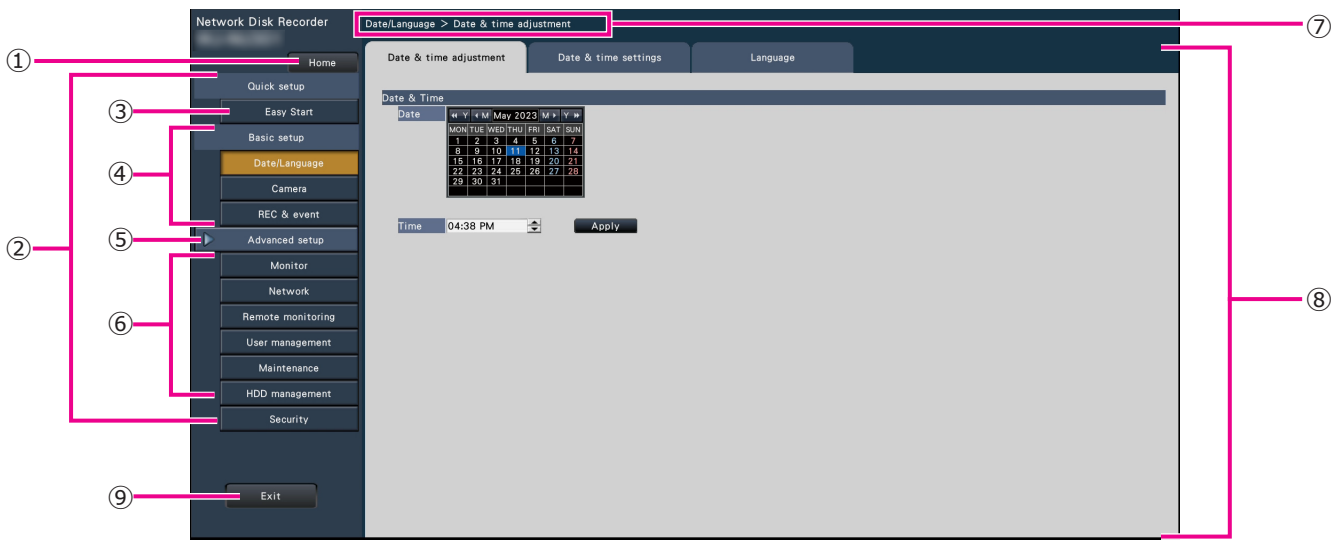 Network Disk Recorder
Date/Language > Date & time adjustment
⑦
① Home
Date & time adjustment Date & time settings Language
② Quick setup
③ Easy Start
Basic setup
④ Date/Language
Camera
REC & event
⑤ Advanced setup
⑥ Monitor
Network
Remote monitoring
User management
Maintenance
HDD management
Security
⑨ Exit
Date & Time
Date
Y M May 2023 M Y
MON TUE WED THU FRI SAT SUN
1 2 3 4 5 6 7
8 9 10 11 12 13 14
15 16 17 18 19 20 21
22 23 24 25 26 27 28
29 30 31
Time 04:38 PM Apply
⑧